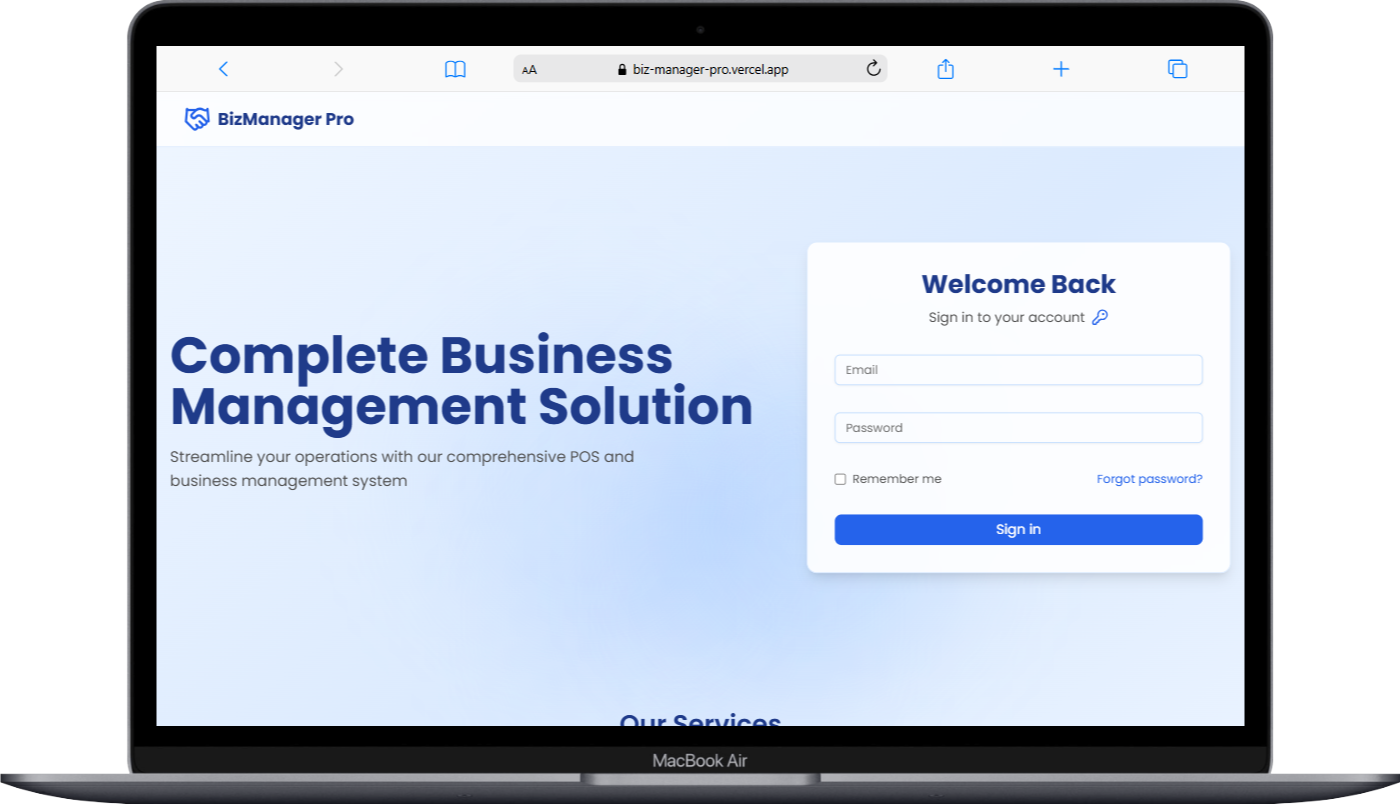 AA
biz-manager-pro.vercel.app
BizManager Pro
Complete Business
Management Solution
Streamline your operations with our comprehensive POS and
business management system
Welcome Back
Sign in to your account
Email
Password
Remember me
Forgot password?
Sign in
Our Services
MacBook Air